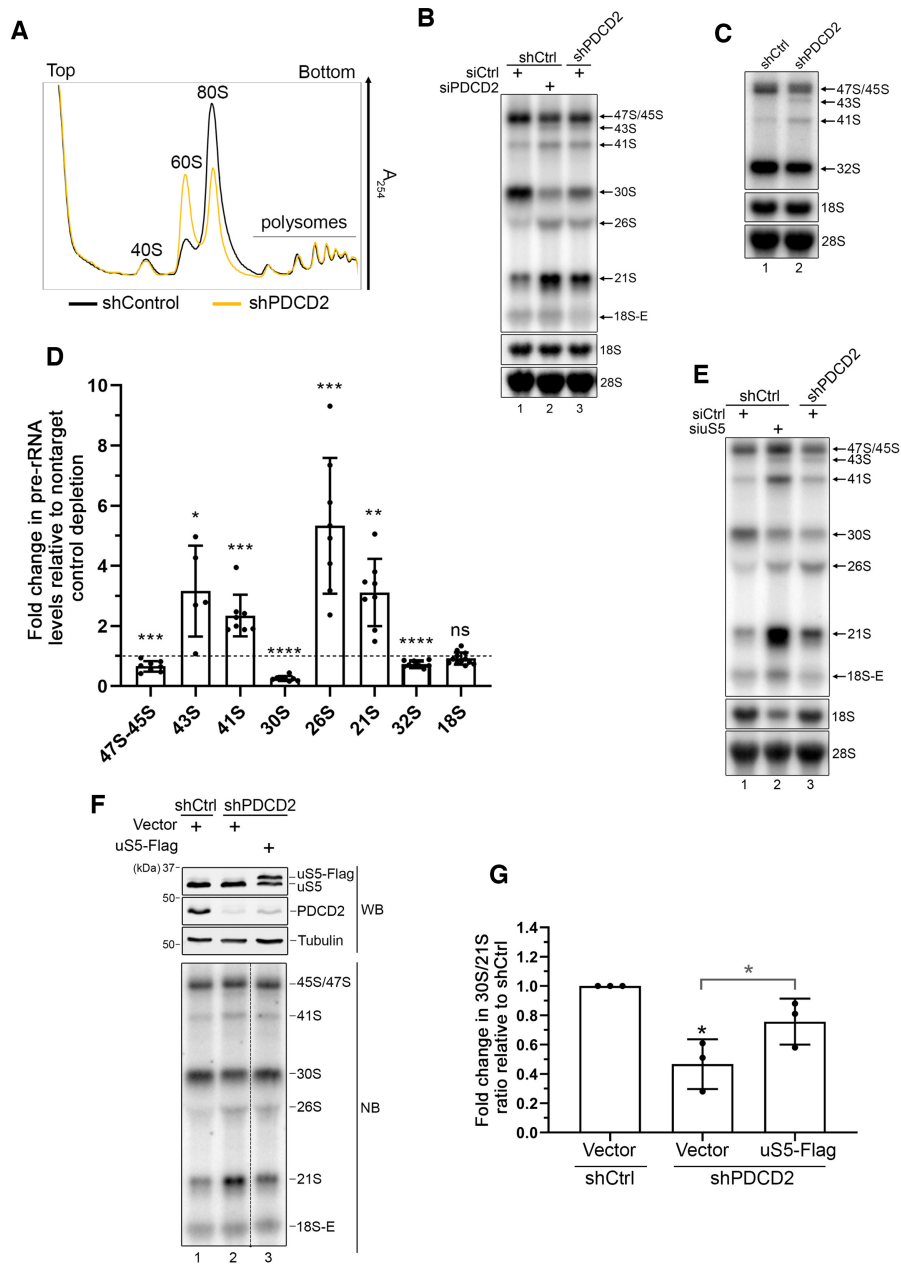 A
Top
Bottom
80S
60S
40S
polysomes
A254
shControl
shPDCD2
B
shCtrl
shPDCD2
siCtrl + +
siPDCD2 +
47S/45S
43S
41S
30S
26S
21S
18S-E
18S
28S
1 2 3
C
shCtrl
shPDCD2
47S/45S
43S
41S
32S
18S
28S
1 2
D
Fold change in pre-rRNA
levels relative to nontarget
control depletion
10
8
6
4
2
0
***
*
***
****
***
**
****
ns
47S-45S
43S
41S
30S
26S
21S
32S
18S
E
shCtrl
shPDCD2
siCtrl + +
siuS5 +
47S/45S
43S
41S
30S
26S
21S
18S-E
18S
28S
1 2 3
F
shCtrl shPDCD2
Vector + +
uS5-Flag +
(kDa) 37
uS5-Flag
uS5
50
PDCD2
50
Tubulin
WB
45S/47S
41S
30S
26S
21S
18S-E
NB
1 2 3
G
Fold change in 30S/21S
ratio relative to shCtrl
1.4
1.2
1.0
0.8
0.6
0.4
0.2
0.0
*
*
Vector Vector uS5-Flag
shCtrl shPDCD2